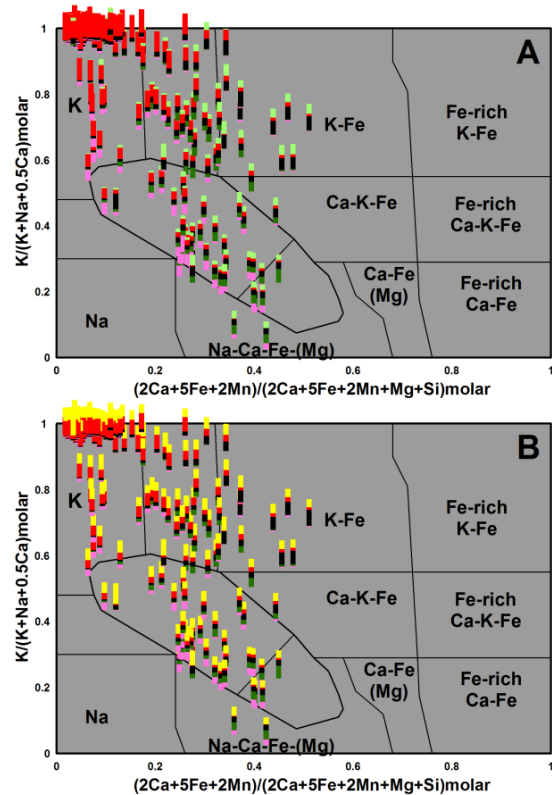 A
K/(K+Na+0.5Ca)molar
1
0.8
0.6
0.4
0.2
0
K
K-Fe
Fe-rich
K-Fe
Ca-K-Fe
Fe-rich
Ca-K-Fe
Ca-Fe
(Mg)
Fe-rich
Ca-Fe
Na
Na-Ca-Fe-(Mg)
0 0.2 0.4 0.6 0.8 1
(2Ca+5Fe+2Mn)/(2Ca+5Fe+2Mn+Mg+Si)molar
B
K/(K+Na+0.5Ca)molar
1
0.8
0.6
0.4
0.2
0
K
K-Fe
Fe-rich
K-Fe
Ca-K-Fe
Fe-rich
Ca-K-Fe
Ca-Fe
(Mg)
Fe-rich
Ca-Fe
Na
Na-Ca-Fe-(Mg)
0 0.2 0.4 0.6 0.8 1
(2Ca+5Fe+2Mn)/(2Ca+5Fe+2Mn+Mg+Si)molar